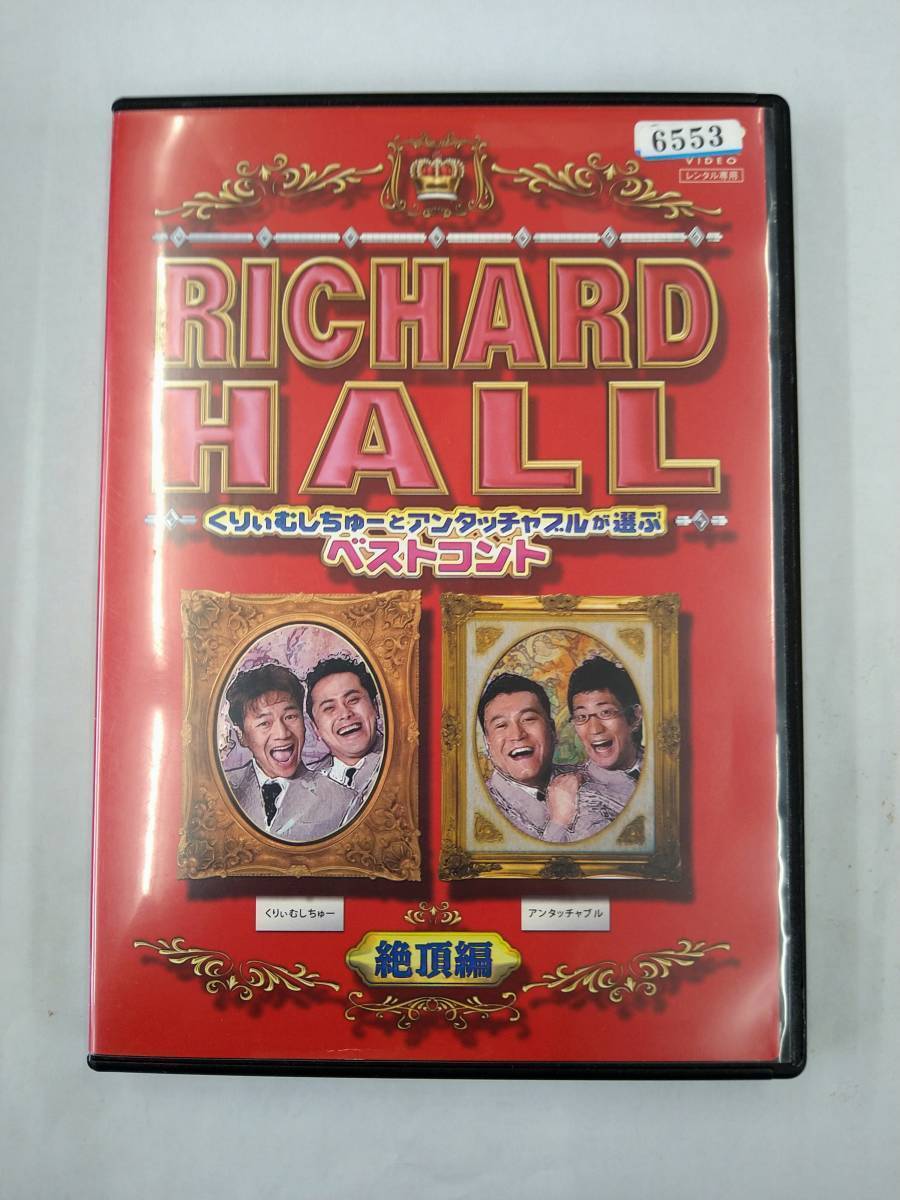 6553
VIDEO
レンタル専用
RICHARD
HALL
くりぃむしちゅーとアンタッチャブルが選ぶ
ベストコント
くりぃむしちゅー
アンタッチャブル
絶頂編